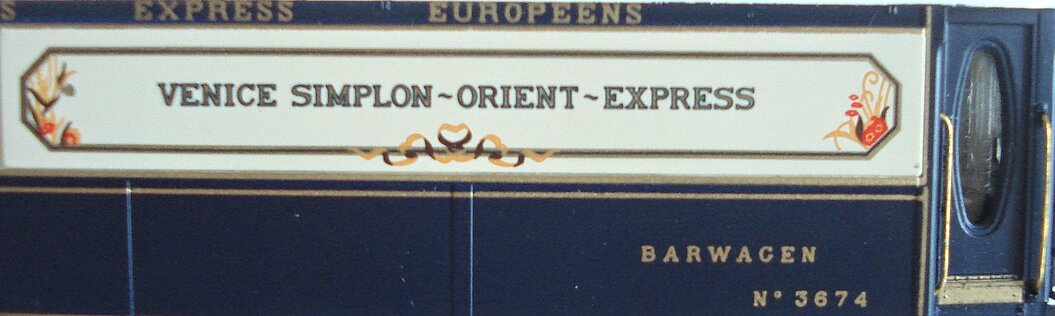 S EXPRESS EUROPEENS
VENICE SIMPLON~ORIENT~EXPRESS
BARWAGEN
N° 3674